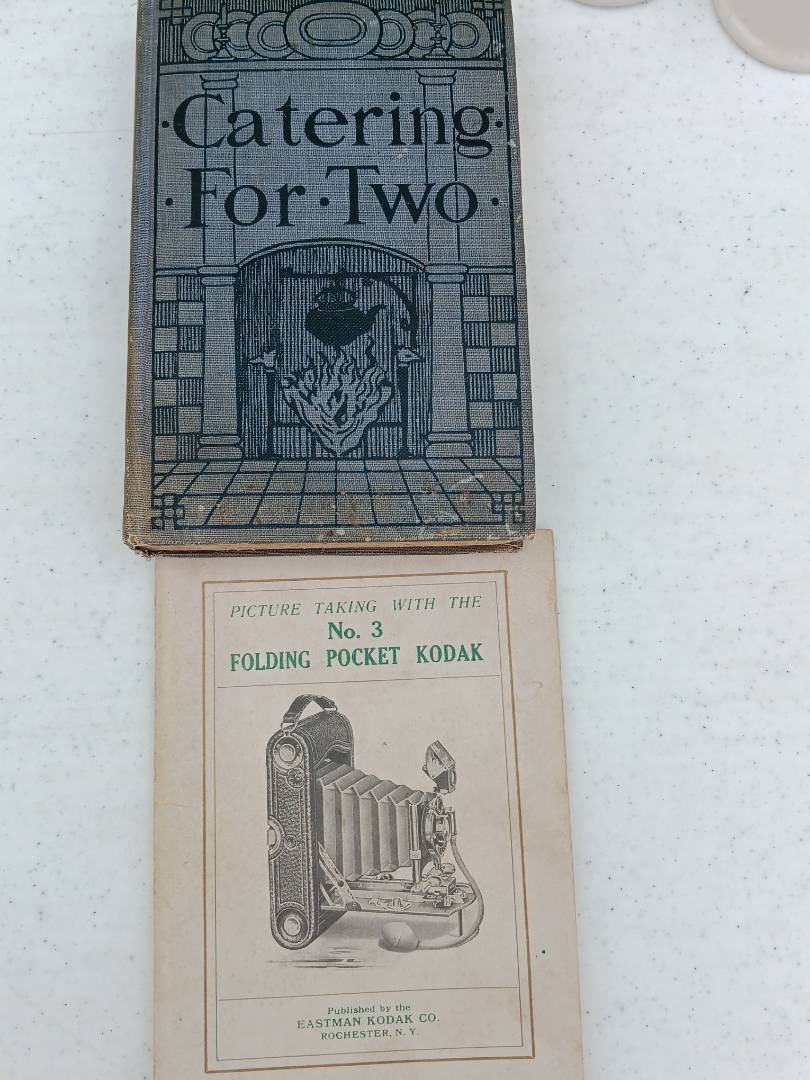 ·Catering·
·For·Two·
PICTURE TAKING WITH THE
No. 3
FOLDING POCKET KODAK
Published by the
EASTMAN KODAK CO.
ROCHESTER, N. Y.